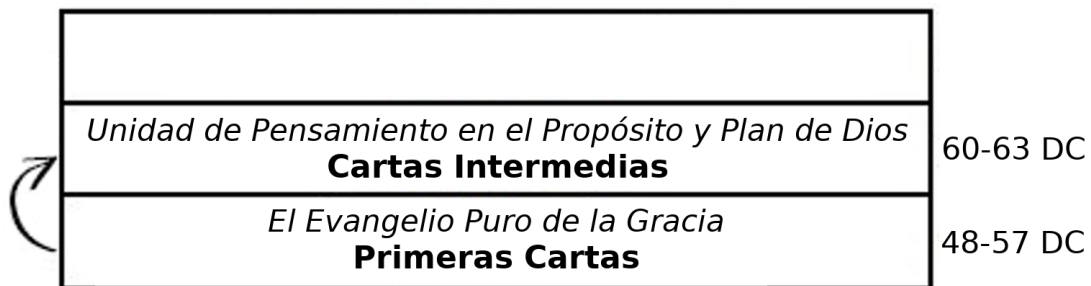 Unidad de Pensamiento en el Propósito y Plan de Dios
Cartas Intermedias
60-63 DC
El Evangelio Puro de la Gracia
Primeras Cartas
48-57 DC